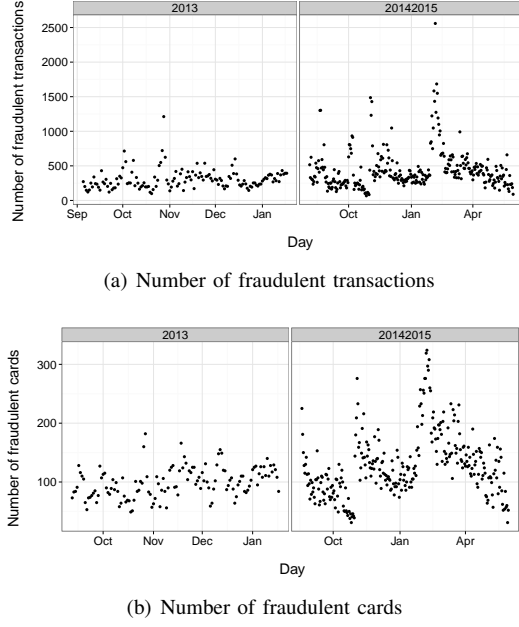 2013 20142015
Number of fraudulent transactions
2500
2000
1500
1000
500
0
Sep Oct Nov Dec Jan Oct Jan Apr
Day
(a) Number of fraudulent transactions
2013 20142015
Number of fraudulent cards
300
200
100
Oct Nov Dec Jan Oct Jan Apr
Day
(b) Number of fraudulent cards